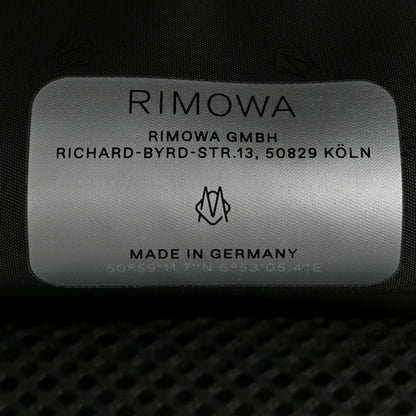 RIMOWA
RIMOWA GMBH
RICHARD-BYRD-STR.13, 50829 KÖLN
MADE IN GERMANY
50°59'11.7"N 6°53'05.4"E